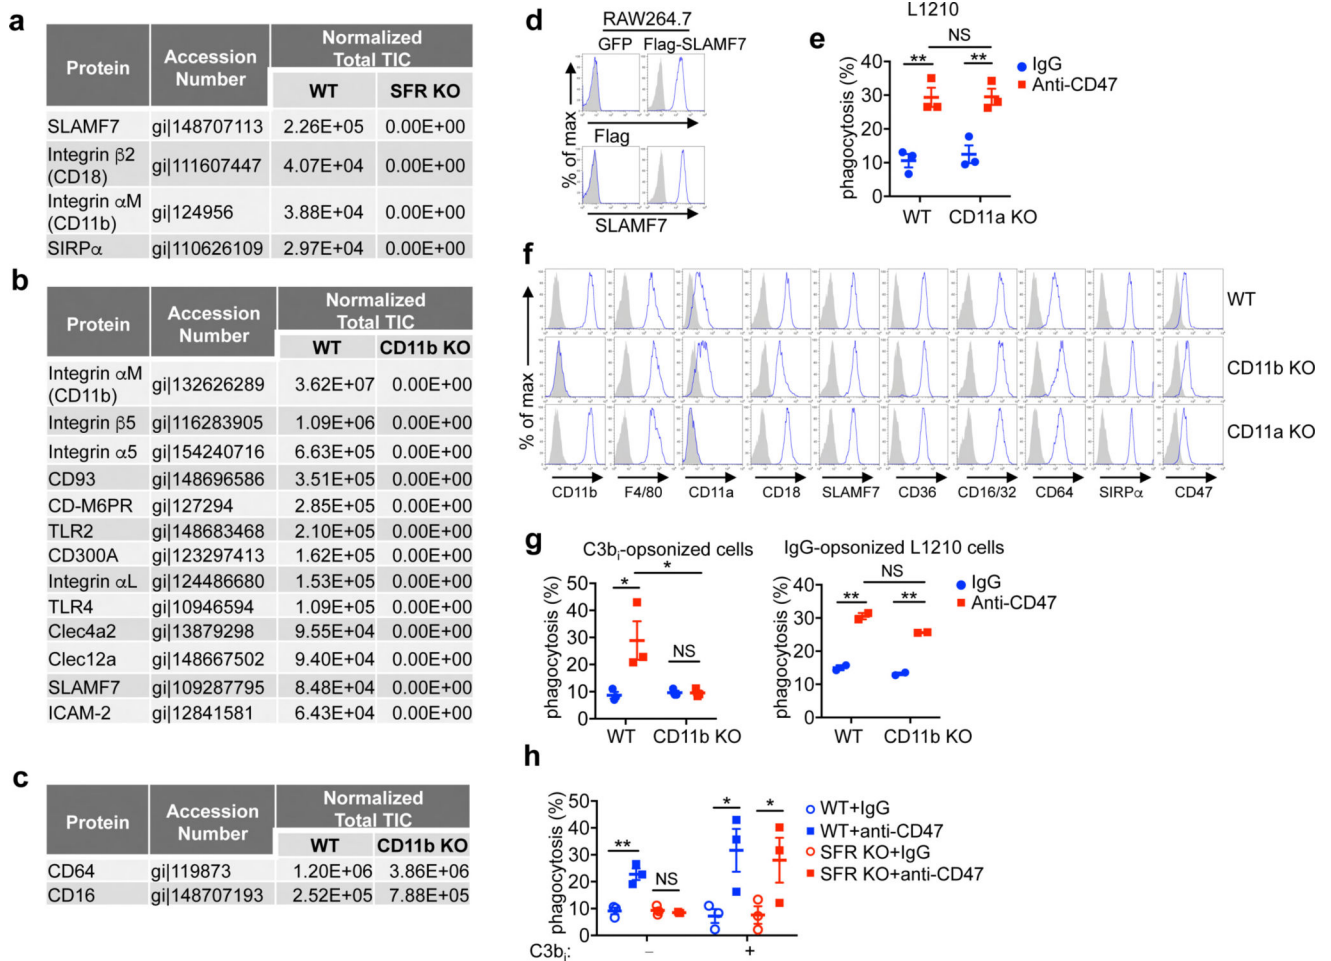 a
Protein
Accession
Number
Normalized
Total TIC
WT
SFR KO
SLAMF7 gi|148707113 2.26E+05 0.00E+00
Integrin β2
(CD18) gi|111607447 4.07E+04 0.00E+00
Integrin αM
(CD11b) gi|124956 3.88E+04 0.00E+00
SIRPα gi|110626109 2.97E+04 0.00E+00
b
Protein
Accession
Number
Normalized
Total TIC
WT
CD11b KO
Integrin αM
(CD11b) gi|132626289 3.62E+07 0.00E+00
Integrin β5 gi|116283905 1.09E+06 0.00E+00
Integrin α5 gi|154240716 6.63E+05 0.00E+00
CD93 gi|148696586 3.51E+05 0.00E+00
CD-M6PR gi|127294 2.85E+05 0.00E+00
TLR2 gi|148683468 2.10E+05 0.00E+00
CD300A gi|123297413 1.62E+05 0.00E+00
Integrin αL gi|124486680 1.53E+05 0.00E+00
TLR4 gi|10946594 1.09E+05 0.00E+00
Clec4a2 gi|13879298 9.55E+04 0.00E+00
Clec12a gi|148667502 9.40E+04 0.00E+00
SLAMF7 gi|109287795 8.48E+04 0.00E+00
ICAM-2 gi|12841581 6.43E+04 0.00E+00
c
Protein
Accession
Number
Normalized
Total TIC
WT
CD11b KO
CD64 gi|119873 1.20E+06 3.86E+06
CD16 gi|148707193 2.52E+05 7.88E+05
d
RAW264.7
GFP Flag-SLAMF7
% of max
Flag
SLAMF7
e
L1210
NS
** **
IgG
Anti-CD47
phagocytosis (%)
40
30
20
10
0
WT CD11a KO
f
% of max
WT
CD11b KO
CD11a KO
CD11b F4/80 CD11a CD18 SLAMF7 CD36 CD16/32 CD64 SIRPα CD47
g
C3bi-opsonized cells
phagocytosis (%)
50
40
30
20
10
0
* *
NS
WT CD11b KO
IgG-opsonized L1210 cells
phagocytosis (%)
40
30
20
10
0
NS
** **
WT CD11b KO
IgG
Anti-CD47
h
phagocytosis (%)
50
40
30
20
10
0
** NS * *
WT+IgG
WT+anti-CD47
SFR KO+IgG
SFR KO+anti-CD47
C3bi: – +